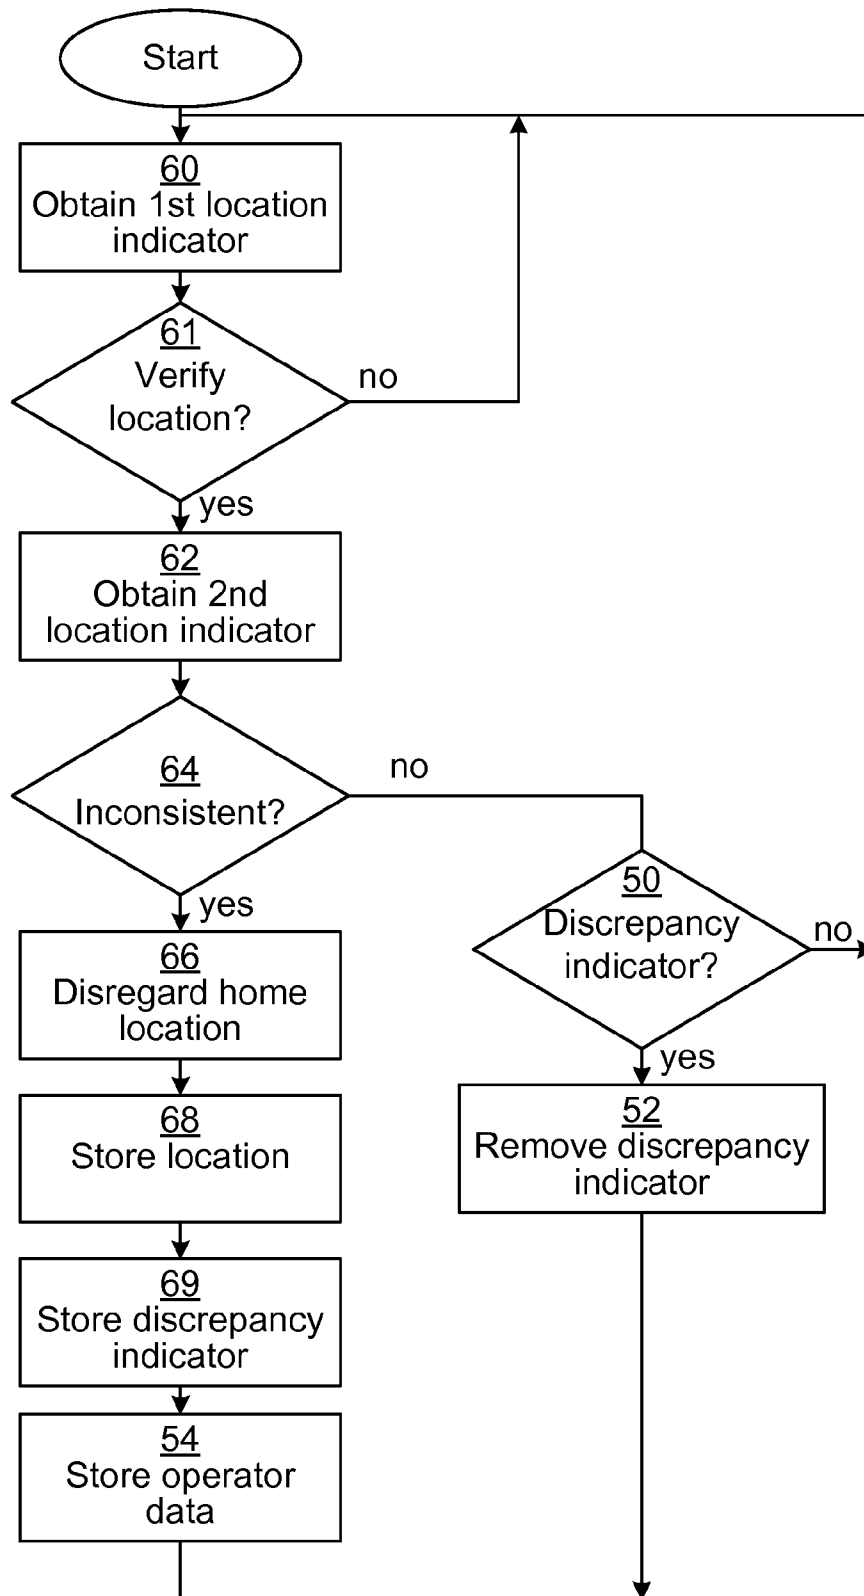 Start
60
Obtain 1st location
indicator
61
Verify
location?
no
yes
62
Obtain 2nd
location indicator
64
Inconsistent?
no
yes
50
Discrepancy
indicator?
no
yes
66
Disregard home
location
52
Remove discrepancy
indicator
68
Store location
69
Store discrepancy
indicator
54
Store operator
data